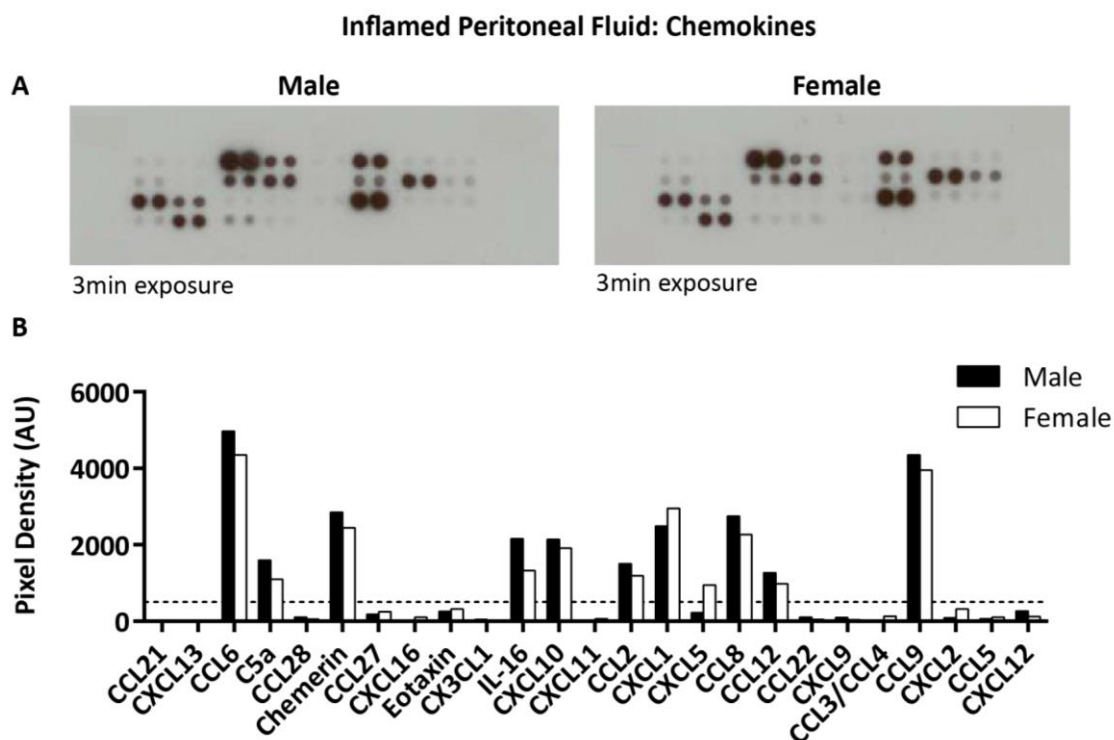 Inflamed Peritoneal Fluid: Chemokines
A
Male
Female
3min exposure
3min exposure
B
Male
Female
Pixel Density (AU)
6000
4000
2000
0
CCL21
CXCL13
CCL6
C5a
CCL28
Chemerin
CCL27
CXCL16
Eotaxin
CX3CL1
IL-16
CXCL10
CXCL11
CCL2
CXCL1
CXCL5
CCL8
CCL12
CCL22
CXCL9
CCL3/CCL4
CCL9
CXCL2
CCL5
CXCL12